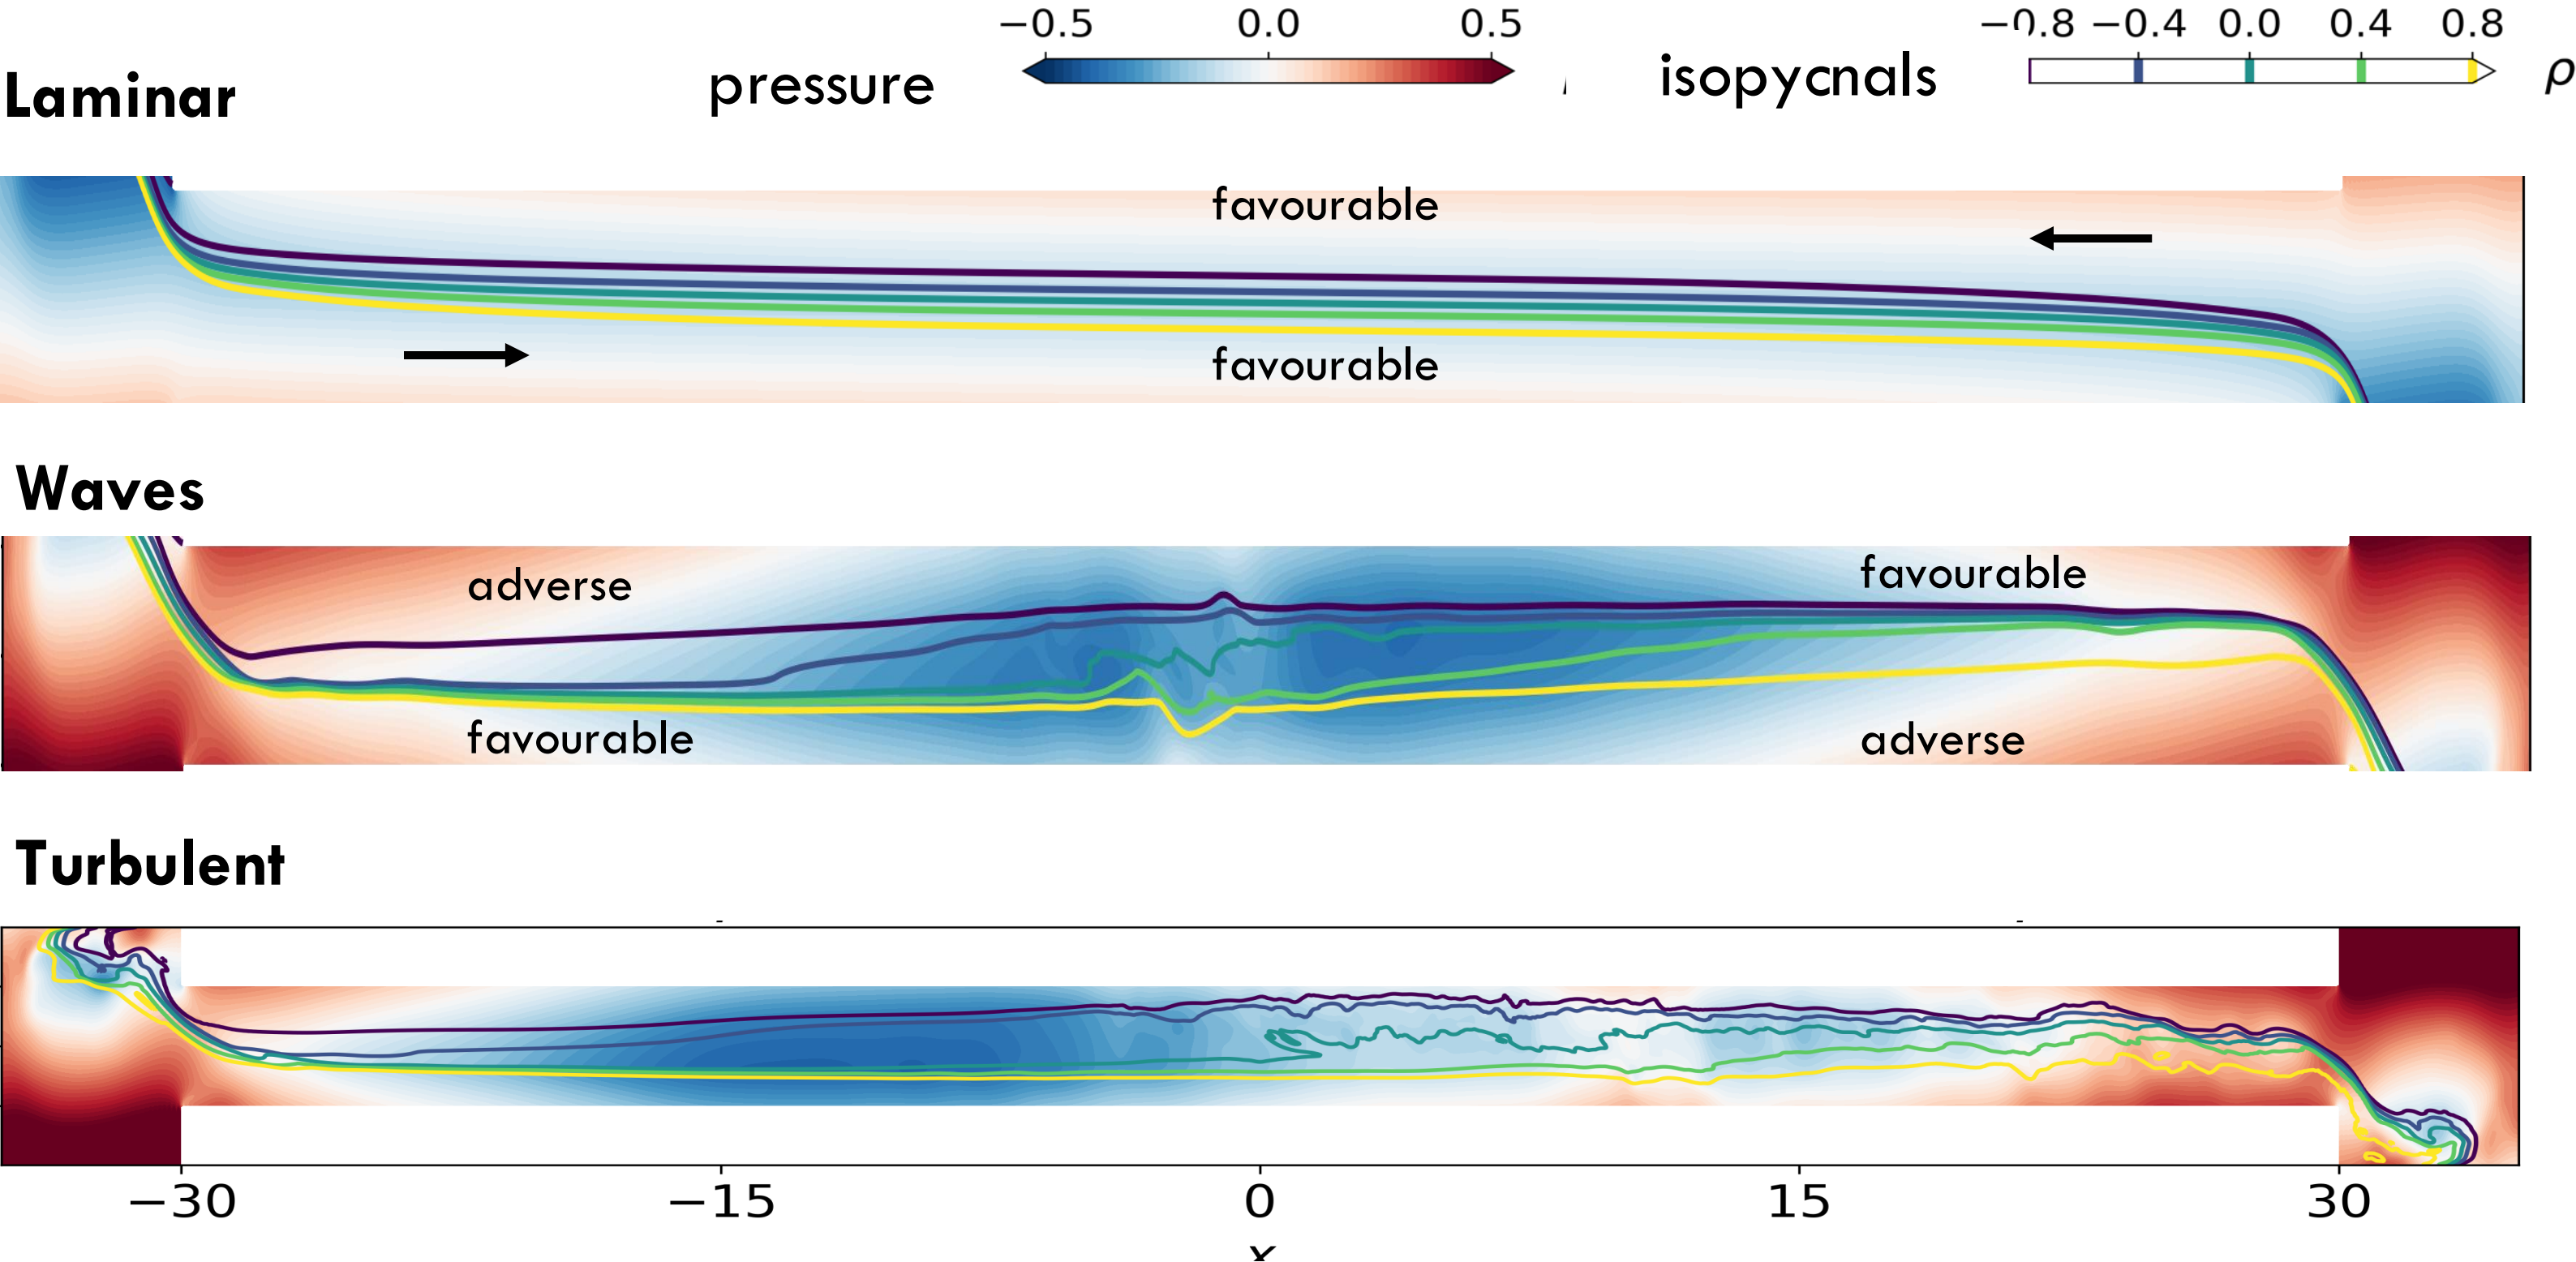 −0.5 0.0 0.5
−0.8 −0.4 0.0 0.4 0.8
pressure
isopycnals
ρ
Laminar
favourable
favourable
Waves
adverse
favourable
favourable
adverse
Turbulent
−30 −15 0 15 30
x